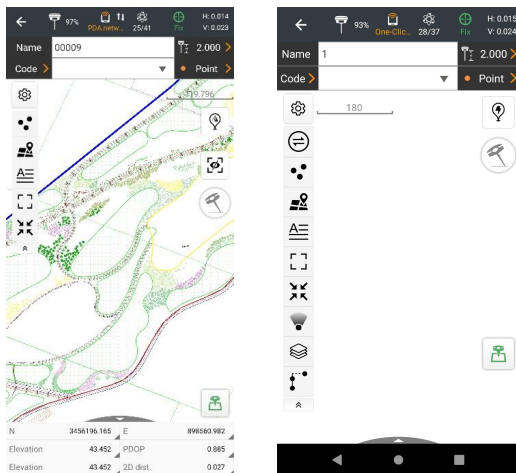 97%
PDA netw...
25/41
Fix
H: 0.014
V: 0.023
Name 00009 2.000
Code Point
119.796
A
N 3456196.165 E 898560.982
Elevation 43.452 PDOP 0.885
Elevation 43.452 2D dist. 0.027
93%
One-Clic...
28/37
Fix
H: 0.015
V: 0.024
Name 1 2.000
Code Point
180
A